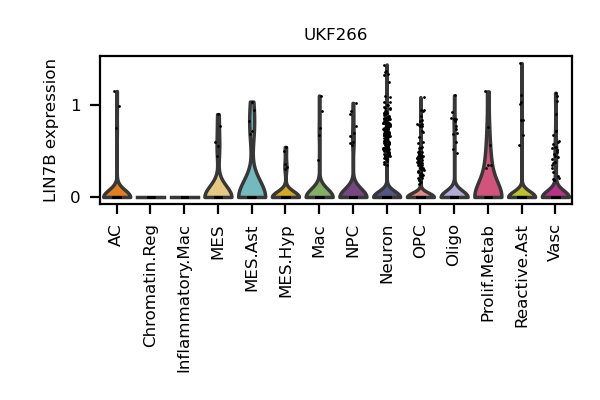 UKF266
LIN7B expression
1
0
AC
Chromatin.Reg
Inflammatory.Mac
MES
MES.Ast
MES.Hyp
Mac
NPC
Neuron
OPC
Oligo
Prolif.Metab
Reactive.Ast
Vasc